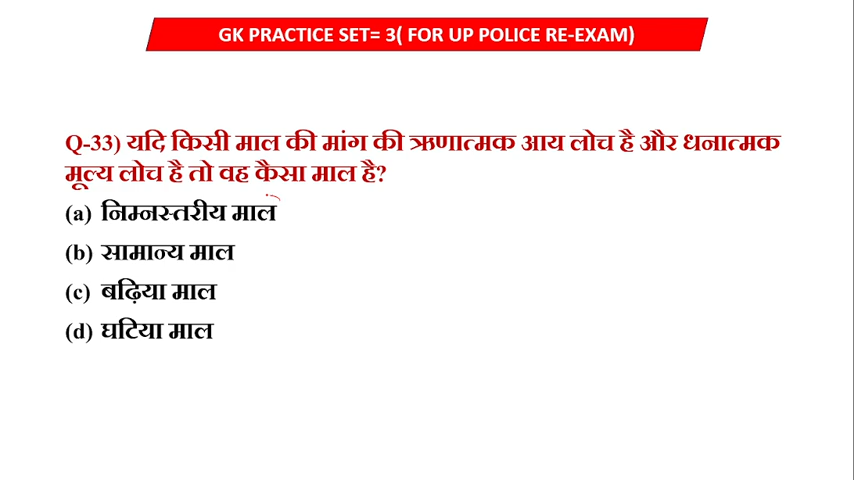 GK PRACTICE SET= 3( FOR UP POLICE RE-EXAM)
Q-33) यदि किसी माल की मांग की ऋणात्मक आय लोच है और धनात्मक
मूल्य लोच है तो वह कैसा माल है?
(a) निम्नस्तरीय माल
(b) सामान्य माल
(c) बढ़िया माल
(d) घटिया माल